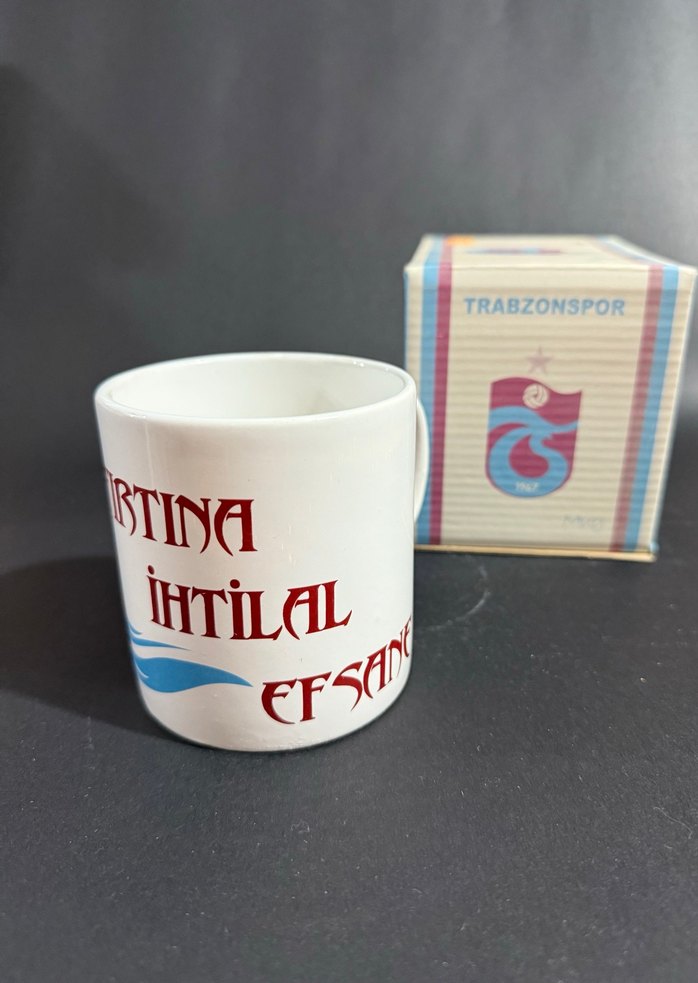 IRTINA
İHTİLAL
EFSANE
TRABZONSPOR
1967